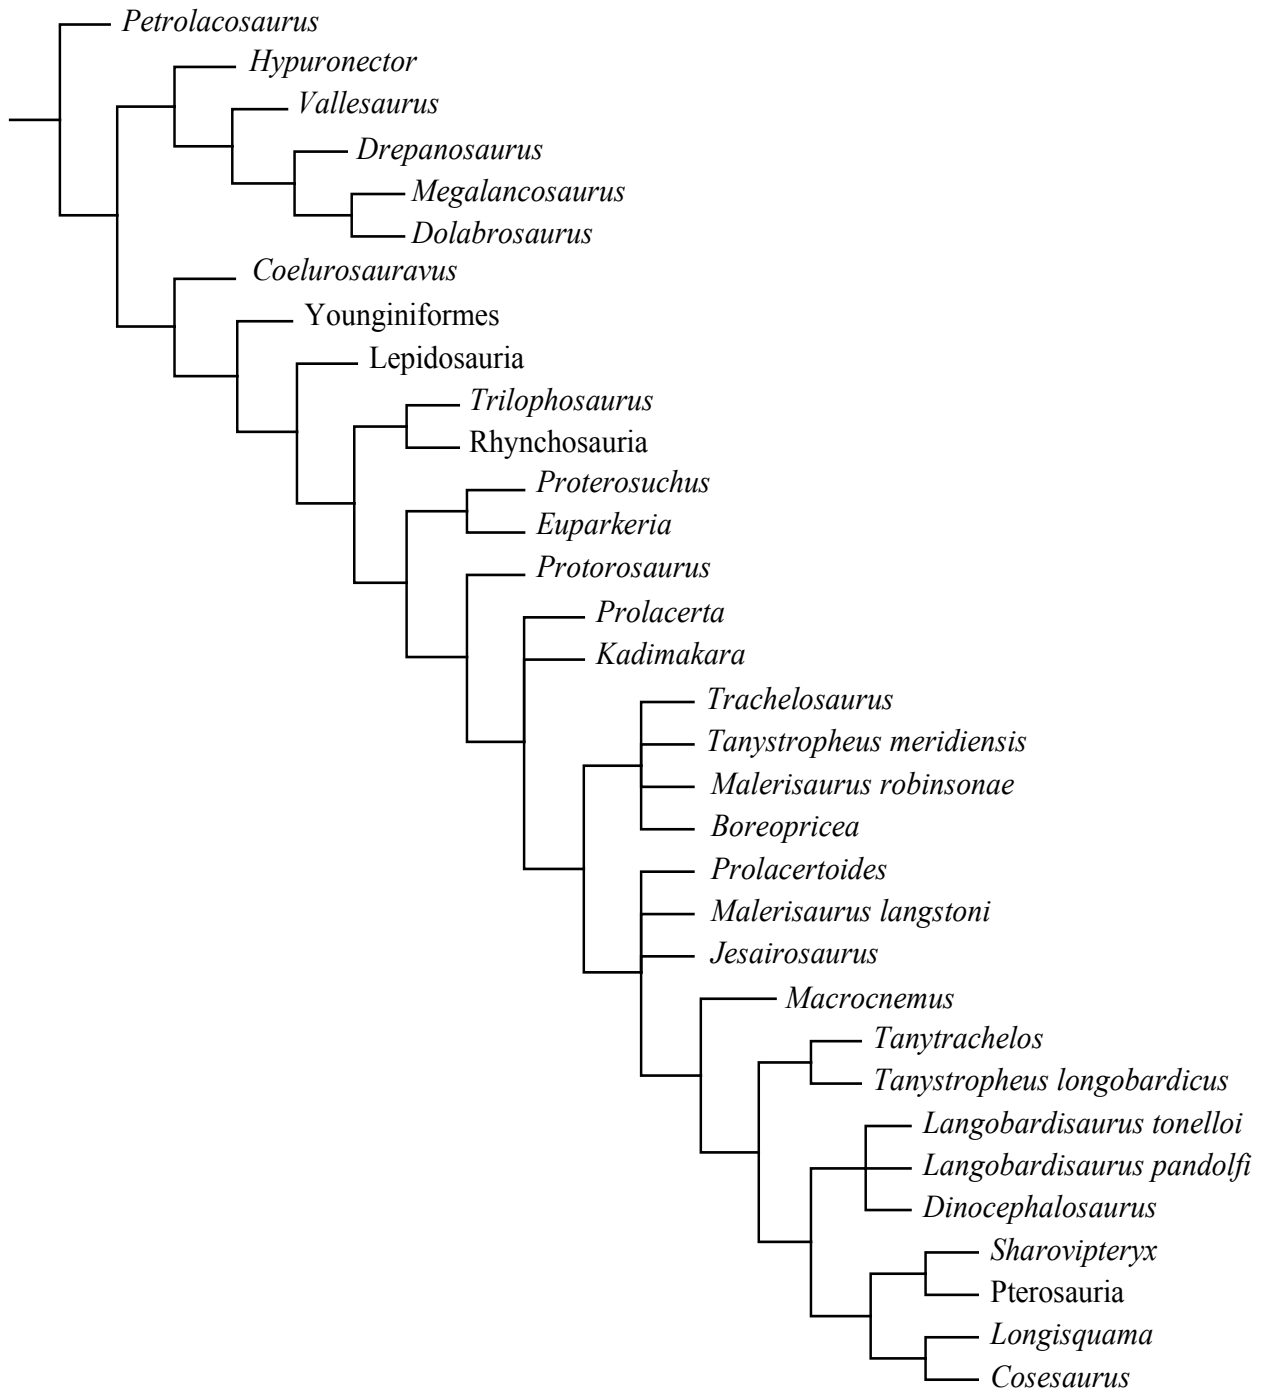 Petrolacosaurus
Hypuronector
Vallesaurus
Drepanosaurus
Megalancosaurus
Dolabrosaurus
Coelurosauravus
Younginiformes
Lepidosauria
Trilophosaurus
Rhynchosauria
Proterosuchus
Euparkeria
Protorosaurus
Prolacerta
Kadimakara
Trachelosaurus
Tanystropheus meridiensis
Malerisaurus robinsonae
Boreopricea
Prolacertoides
Malerisaurus langstoni
Jesairosaurus
Macrocnemus
Tanytrachelos
Tanystropheus longobardicus
Langobardisaurus tonelloi
Langobardisaurus pandolfi
Dinocephalosaurus
Sharovipteryx
Pterosauria
Longisquama
Cosesaurus